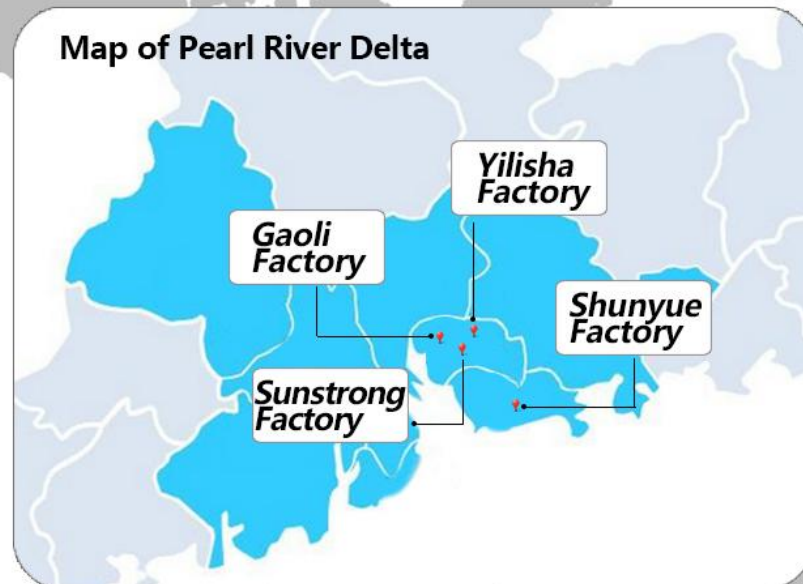 Map of Pearl River Delta
Yilisha
Factory
Gaoli
Factory
Shunyue
Factory
Sunstrong
Factory